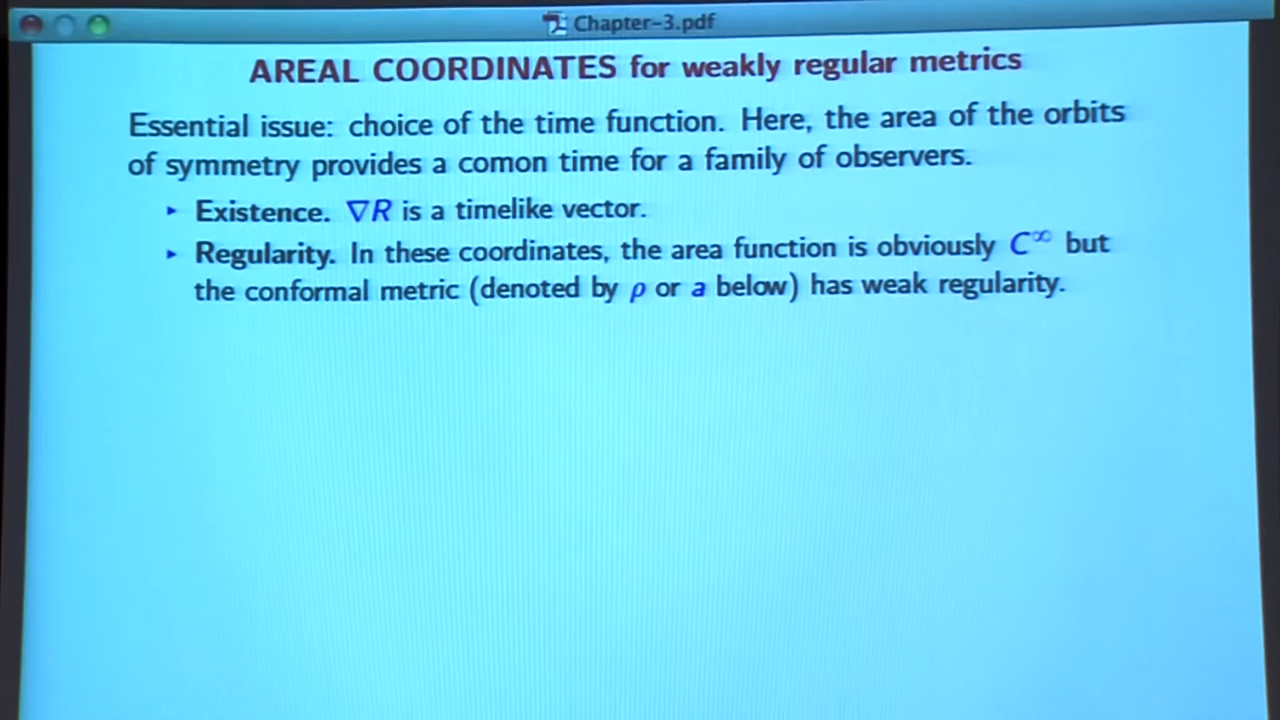 Chapter-3.pdf
AREAL COORDINATES for weakly regular metrics
Essential issue: choice of the time function. Here, the area of the orbits
of symmetry provides a comon time for a family of observers.
▸ Existence. ∇R is a timelike vector.
▸ Regularity. In these coordinates, the area function is obviously C^∞ but
the conformal metric (denoted by ρ or a below) has weak regularity.